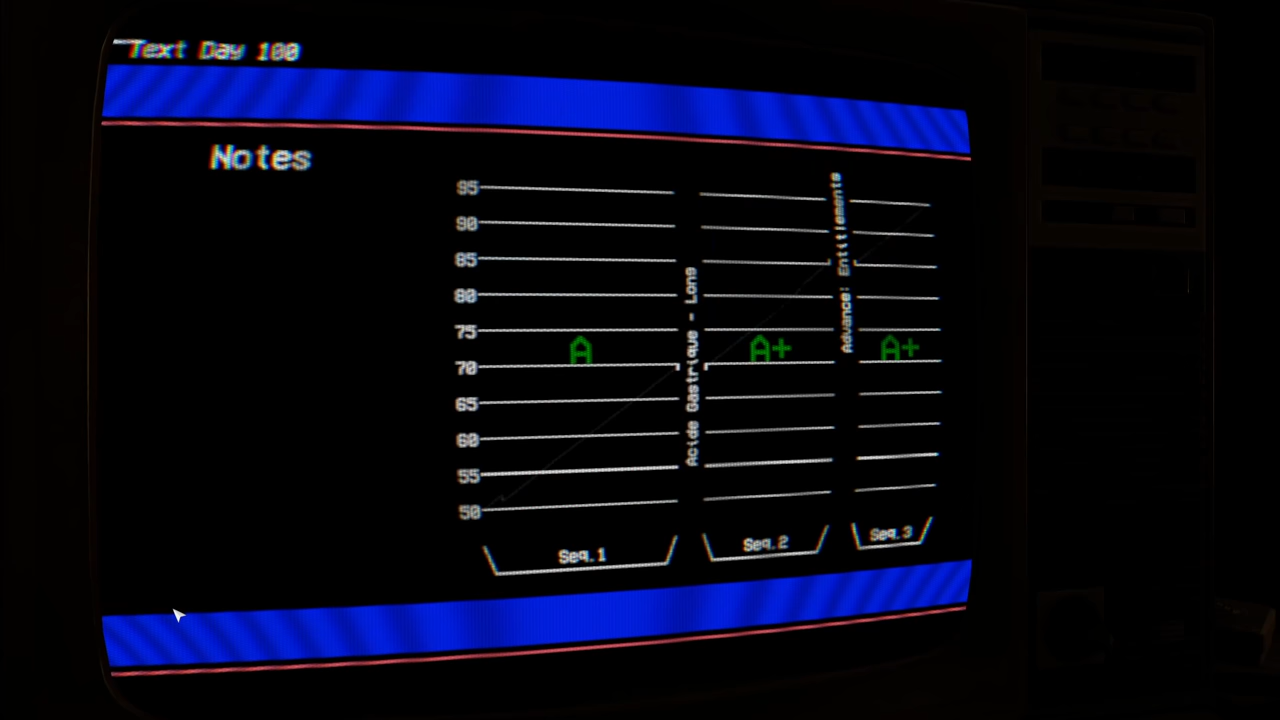 Text Day 100
Notes
95
90
85
80
75
70
65
60
55
50
A
Acide Gastrique - Lons
A+
Advance: Entitlements
A+
Seq.1
Seq.2
Seq.3